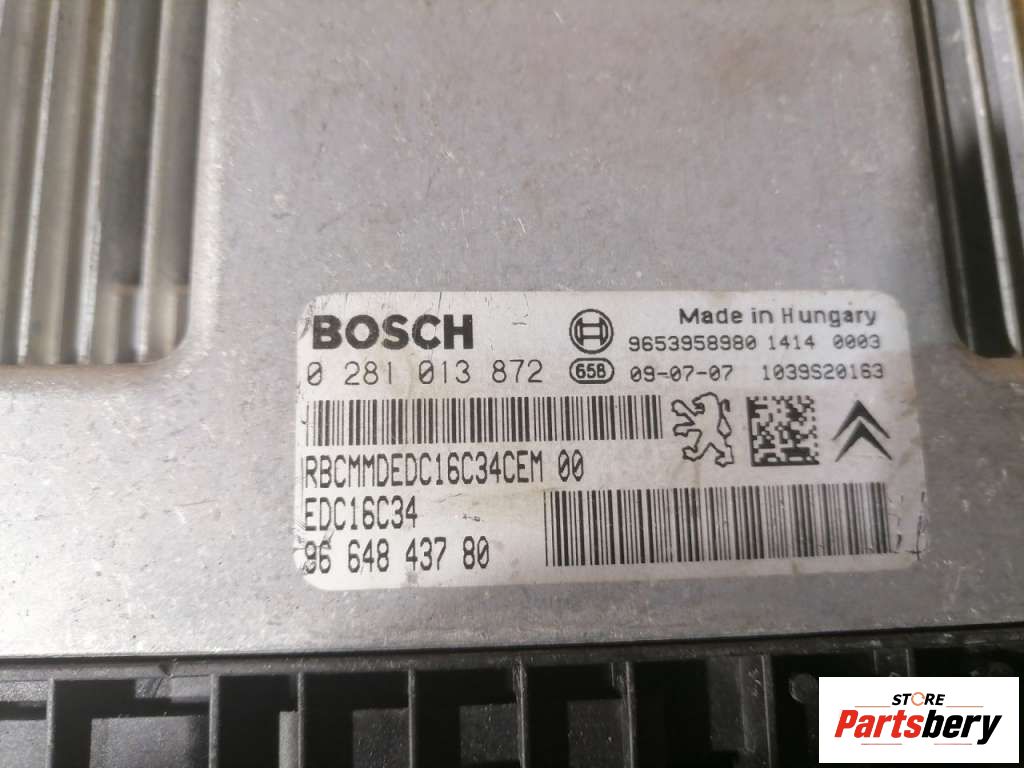 BOSCH
Made in Hungary
9653958980 1414 0003
0 281 013 872
658
09-07-07 1039S20163
RBCMMDEDC16C34CEM 00
EDC16C34
96 648 437 80
STORE
Partsbery